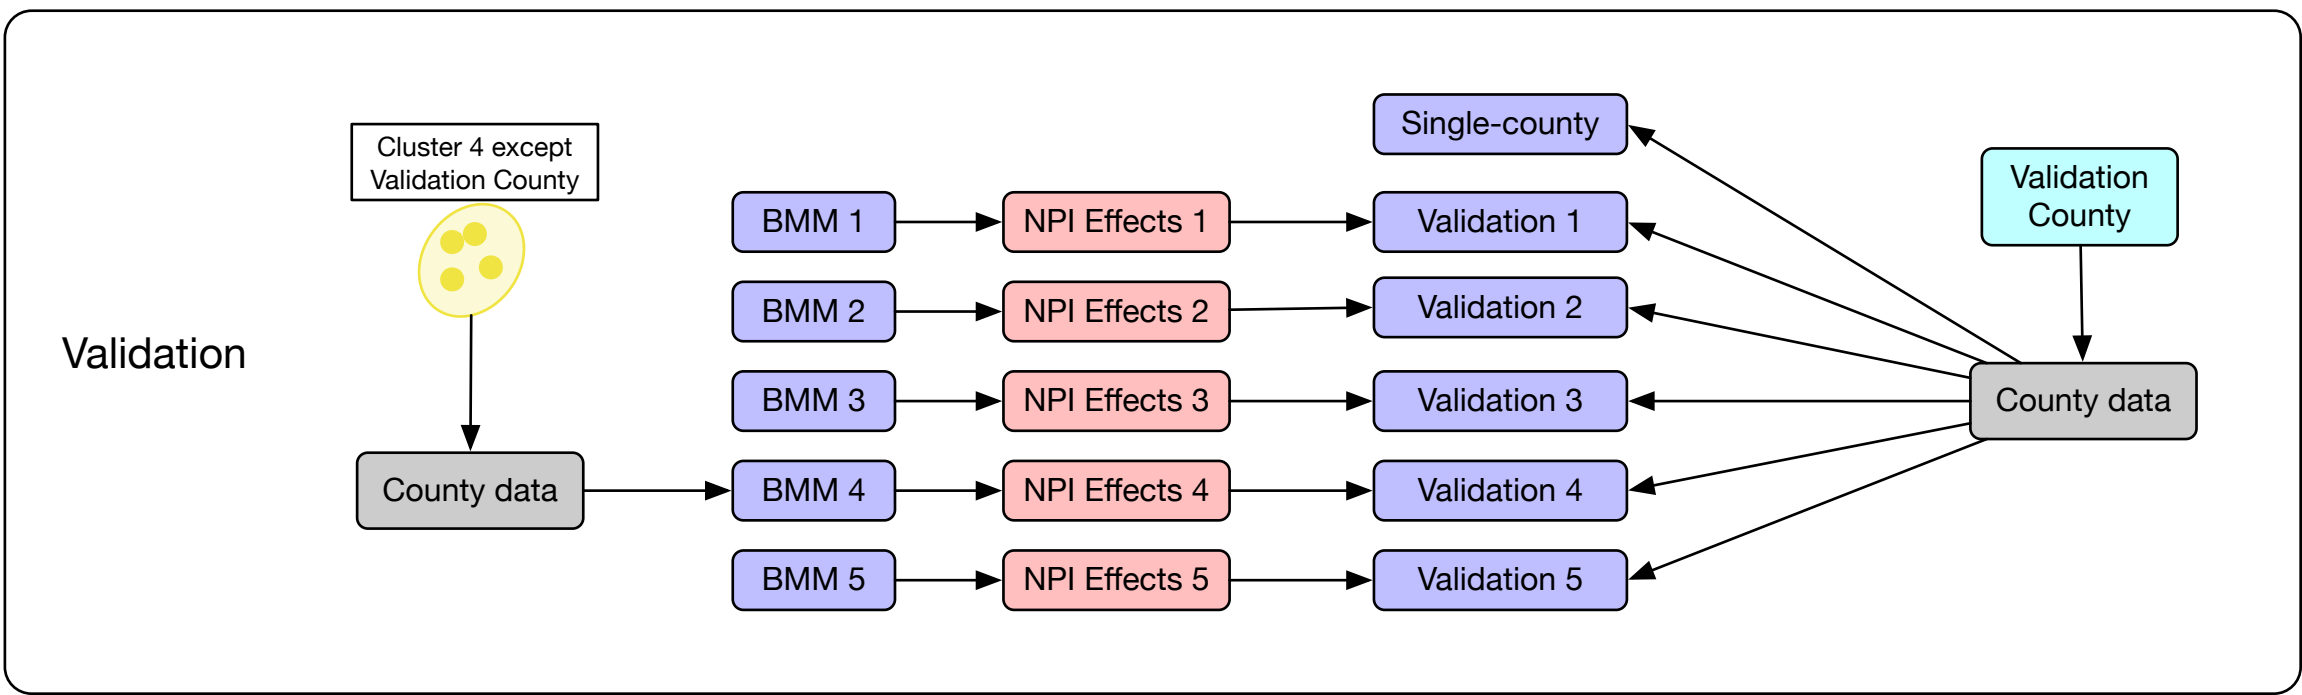 Validation
Cluster 4 except
Validation County
County data
BMM 1
NPI Effects 1
BMM 2
NPI Effects 2
BMM 3
NPI Effects 3
BMM 4
NPI Effects 4
BMM 5
NPI Effects 5
Single-county
Validation 1
Validation 2
Validation 3
Validation 4
Validation 5
Validation
County
County data